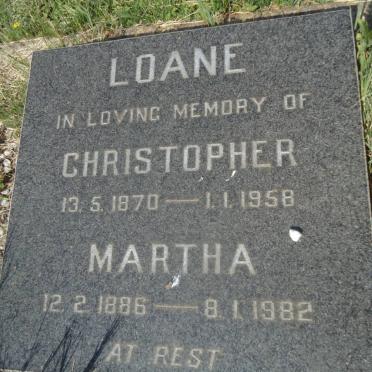 LOANE
IN LOVING MEMORY OF
CHRISTOPHER
13.5.1870 — 1.1.1958
MARTHA
12.2.1886 — 8.1.1982
AT REST